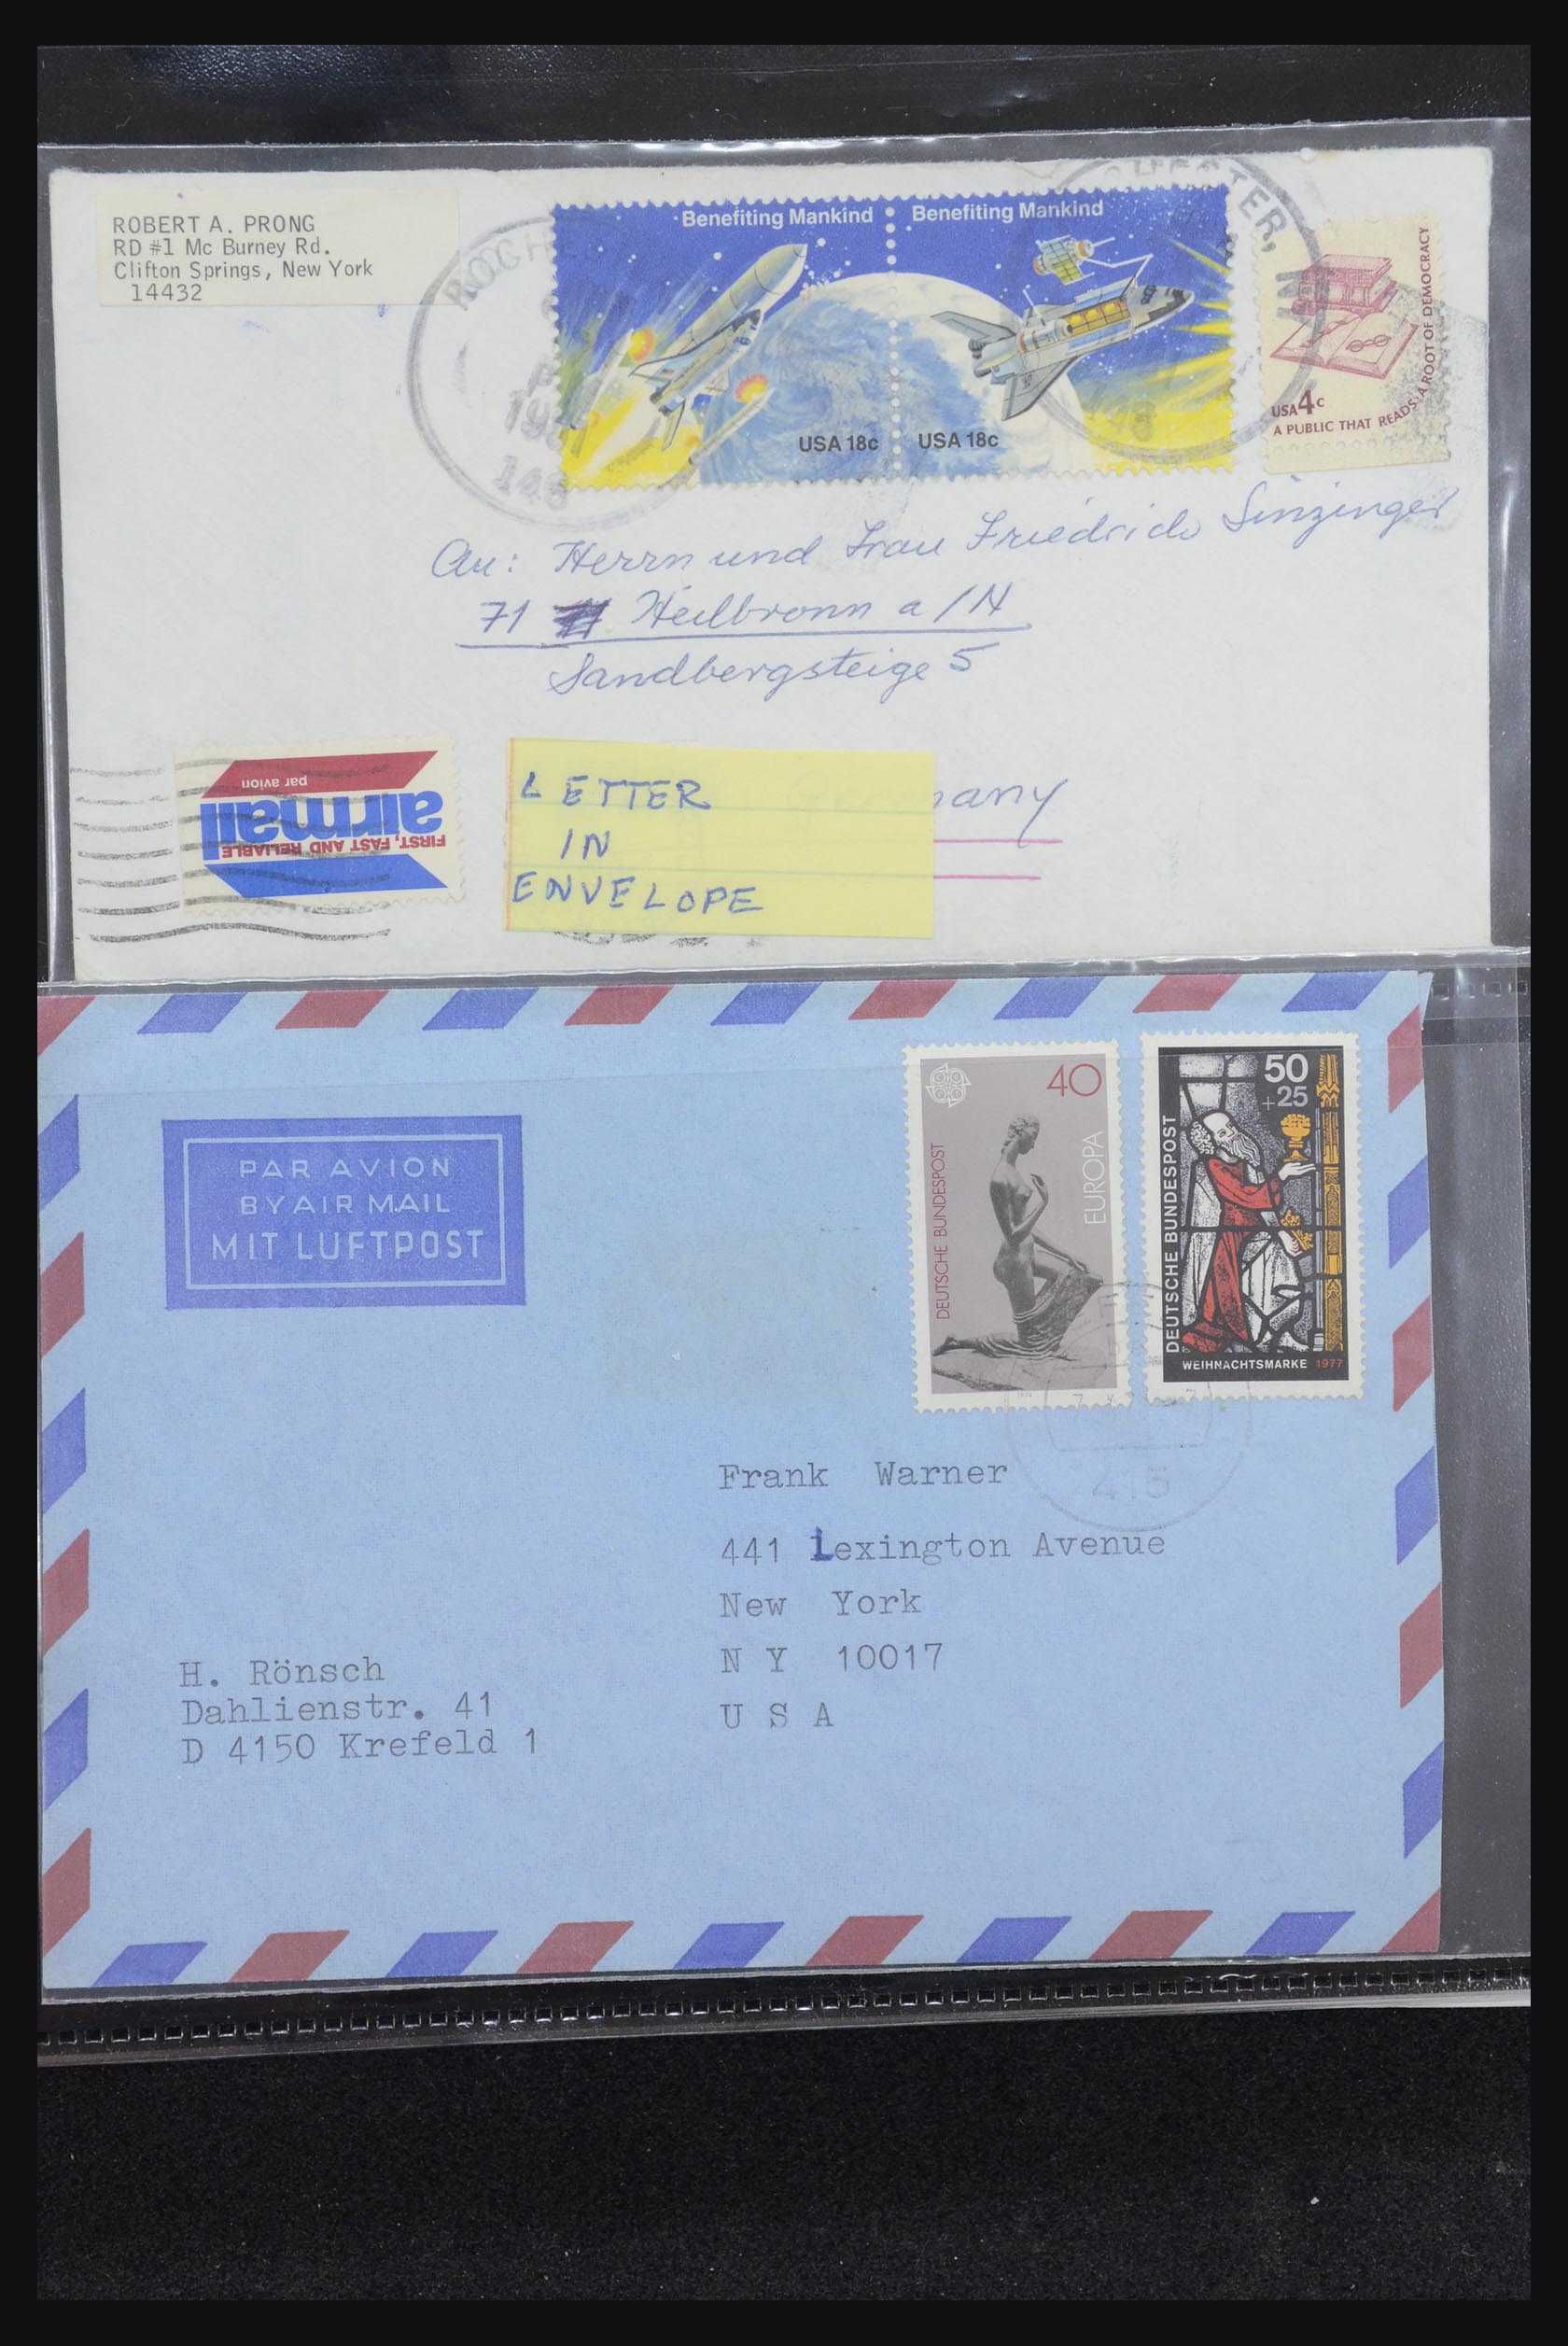 ROBERT A. PRONG
RD #1 Mc Burney Rd.
Clifton Springs, New York
14432
Benefiting Mankind
Benefiting Mankind
USA 18c
USA 18c
USA 4c
A PUBLIC THAT READS: A ROOT OF DEMOCRACY
An: Herrn und Frau Friedrich Sinzinger
71 Heilbronn a/N
Sandbergsteige 5
par avion
airmail
FIRST, FAST AND RELIABLE
LETTER
IN
ENVELOPE
PAR AVION
BY AIR MAIL
MIT LUFTPOST
40
DEUTSCHE BUNDESPOST
EUROPA
50
+25
DEUTSCHE BUNDESPOST
WEIHNACHTSMARKE 1977
415
Frank Warner
441 Lexington Avenue
New York
N Y 10017
U S A
H. Rönsch
Dahlienstr. 41
D 4150 Krefeld 1